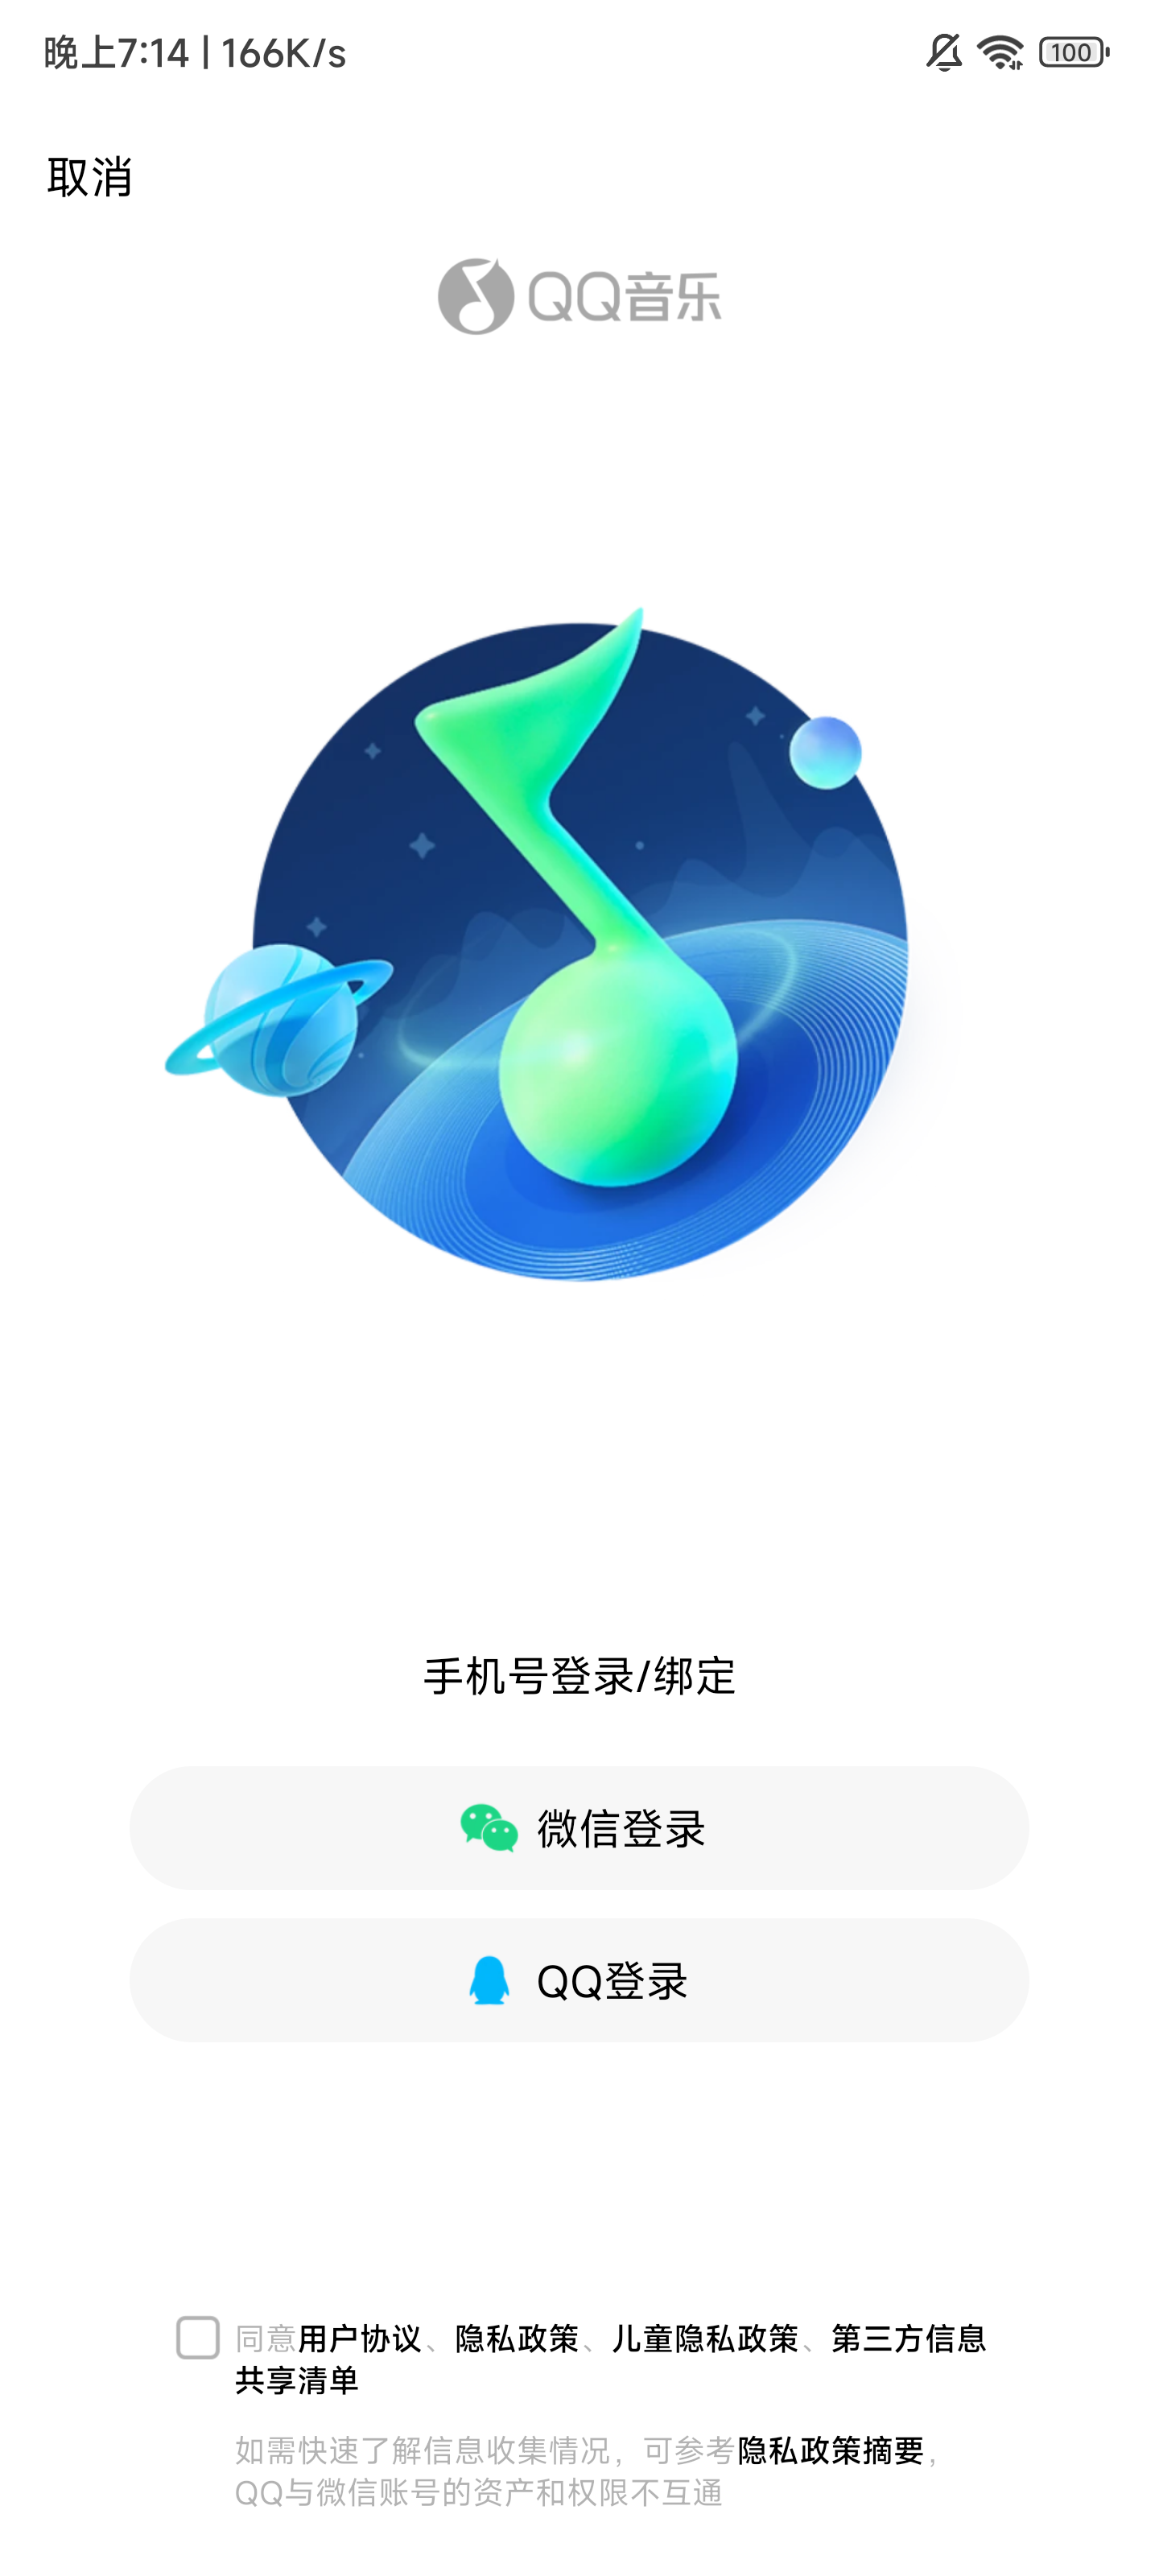 晚上7:14 | 166K/s
100
取消
QQ音乐
手机号登录/绑定
微信登录
QQ登录
同意用户协议、隐私政策、儿童隐私政策、第三方信息
共享清单
如需快速了解信息收集情况，可参考隐私政策摘要，
QQ与微信账号的资产和权限不互通